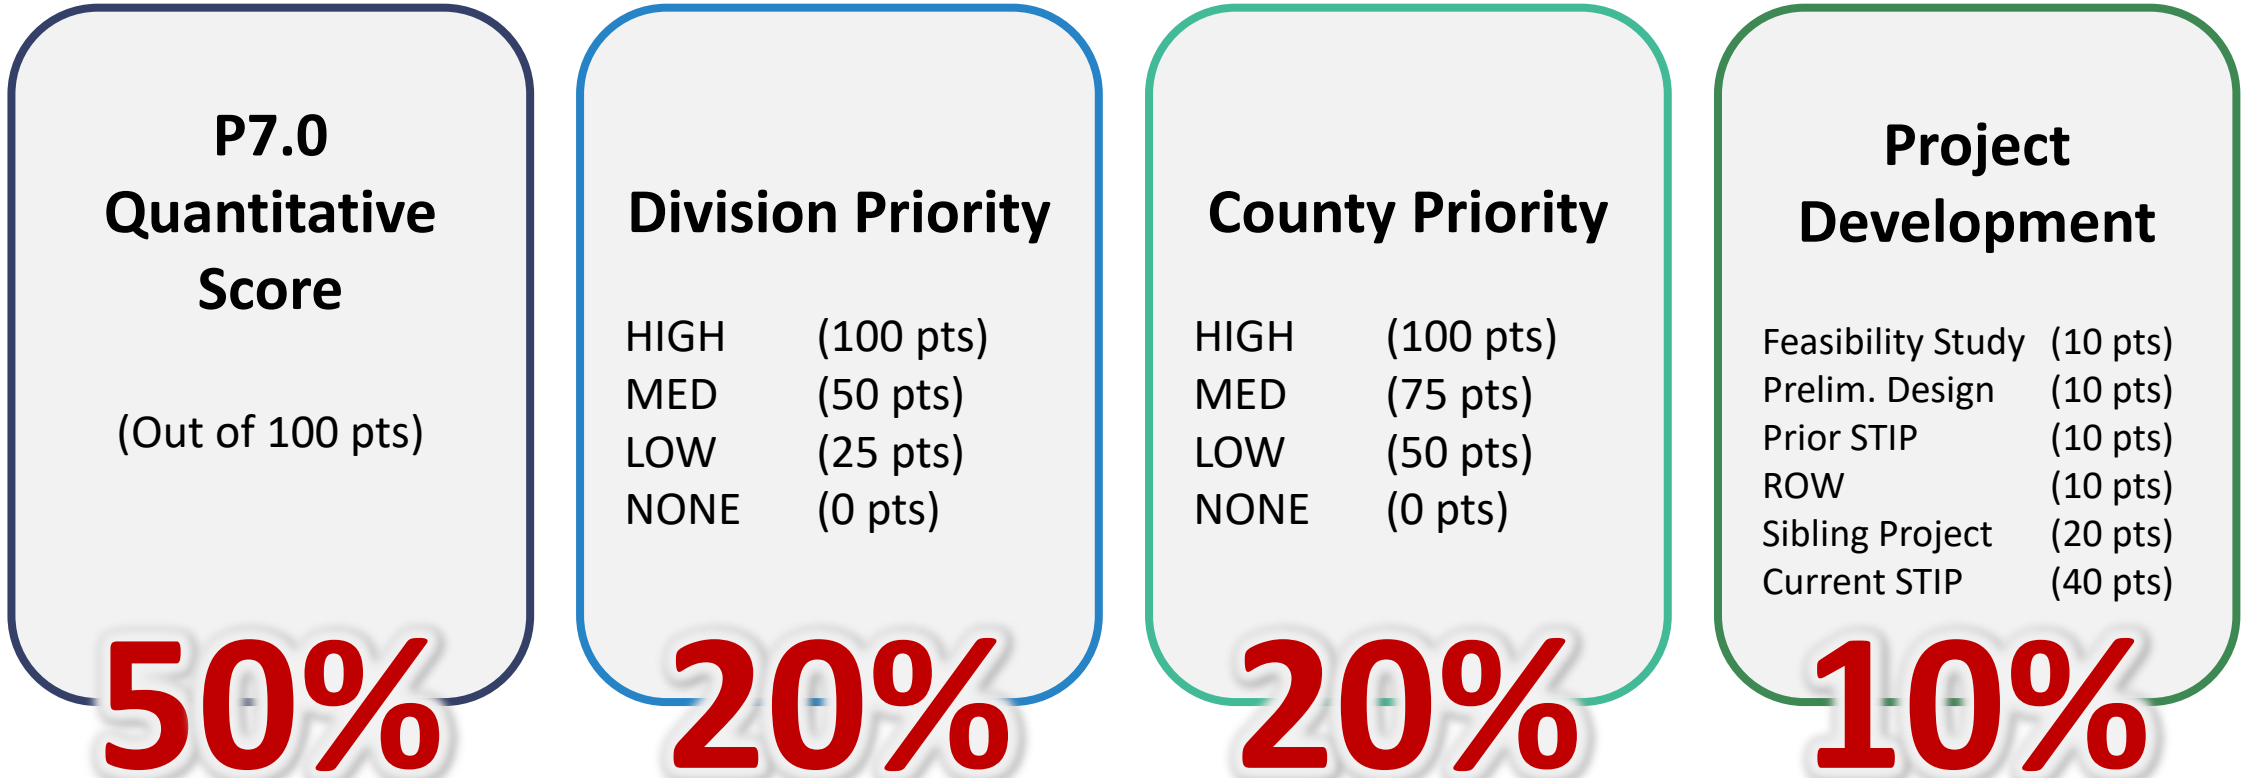 P7.0
Quantitative
Score
(Out of 100 pts)
50%
Division Priority
HIGH (100 pts)
MED (50 pts)
LOW (25 pts)
NONE (0 pts)
20%
County Priority
HIGH (100 pts)
MED (75 pts)
LOW (50 pts)
NONE (0 pts)
20%
Project
Development
Feasibility Study (10 pts)
Prelim. Design (10 pts)
Prior STIP (10 pts)
ROW (10 pts)
Sibling Project (20 pts)
Current STIP (40 pts)
10%